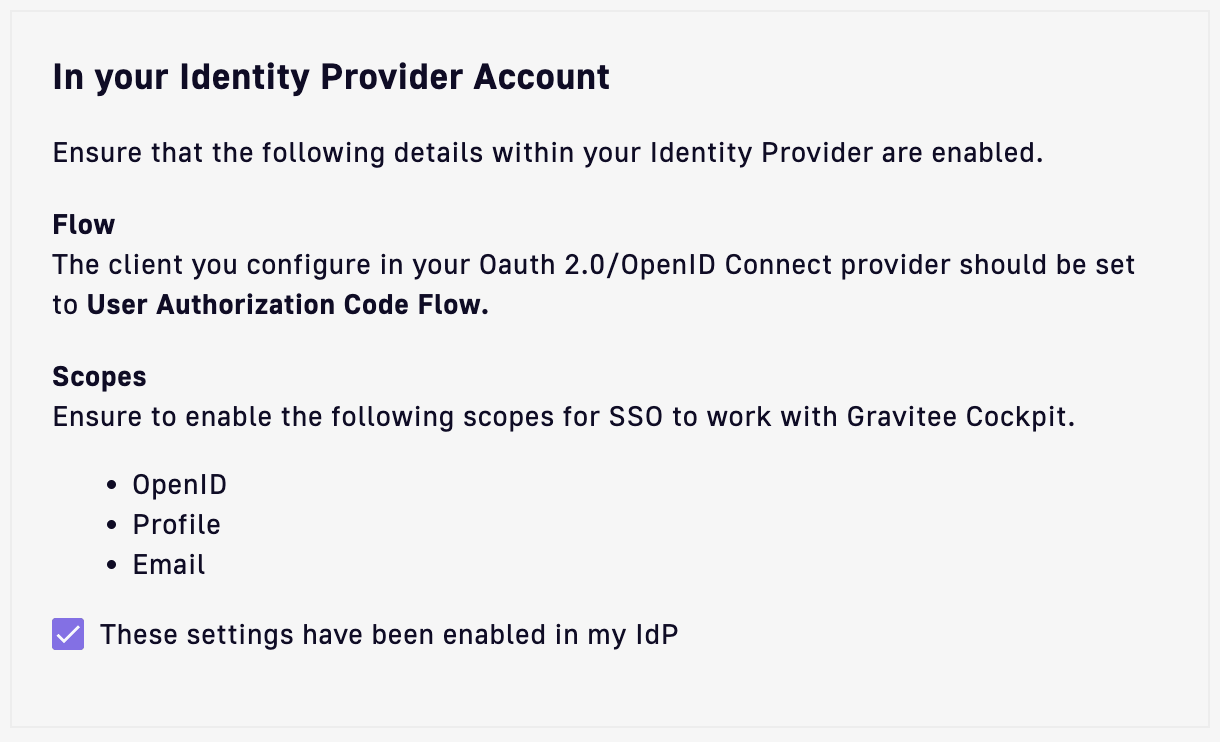 In your Identity Provider Account
Ensure that the following details within your Identity Provider are enabled.
Flow
The client you configure in your Oauth 2.0/OpenID Connect provider should be set
to User Authorization Code Flow.
Scopes
Ensure to enable the following scopes for SSO to work with Gravitee Cockpit.
• OpenID
• Profile
• Email
These settings have been enabled in my IdP